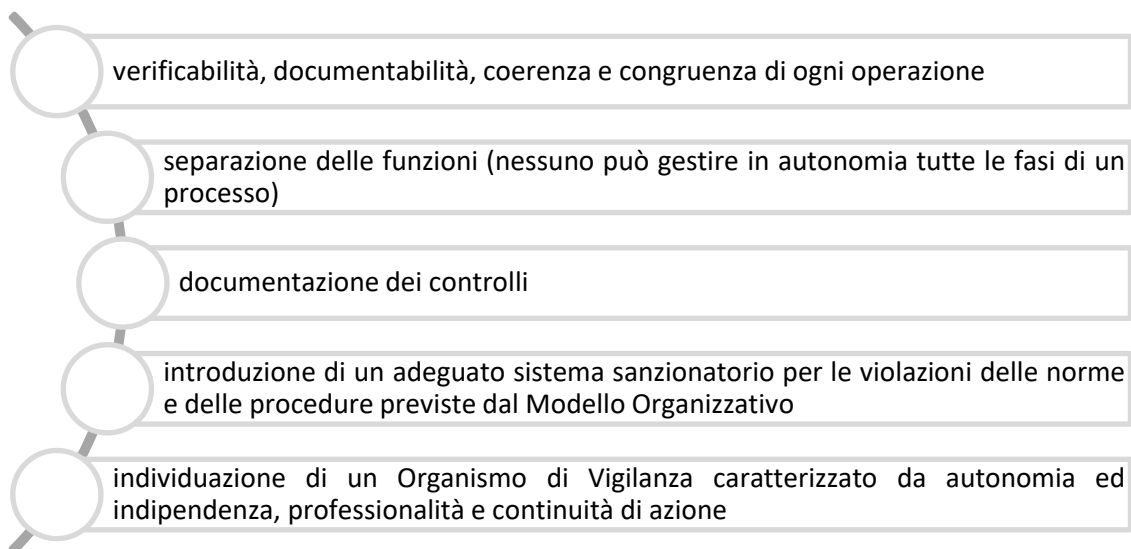 verificabilità, documentabilità, coerenza e congruenza di ogni operazione
separazione delle funzioni (nessuno può gestire in autonomia tutte le fasi di un
processo)
documentazione dei controlli
introduzione di un adeguato sistema sanzionatorio per le violazioni delle norme
e delle procedure previste dal Modello Organizzativo
individuazione di un Organismo di Vigilanza caratterizzato da autonomia ed
indipendenza, professionalità e continuità di azione